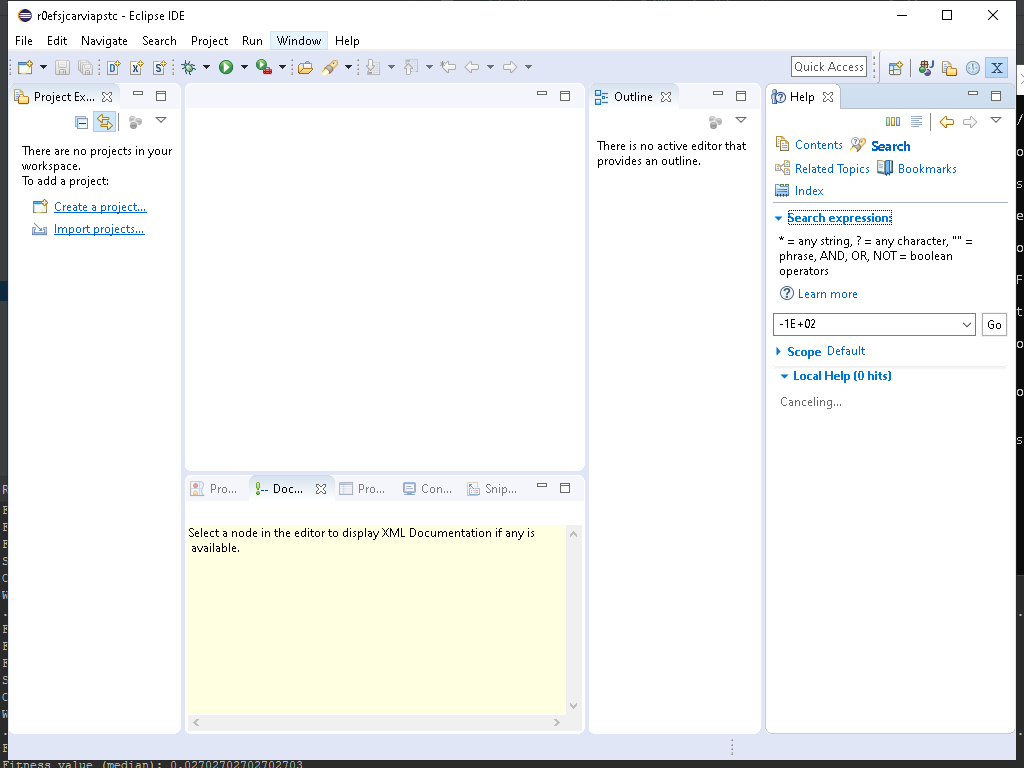 r0efsjcarviapstc - Eclipse IDE
File Edit Navigate Search Project Run Window Help
Quick Access
Project Ex...
Outline
Help
There are no projects in your
workspace.
To add a project:
Create a project...
Import projects...
There is no active editor that
provides an outline.
Contents Search
Related Topics Bookmarks
Index
Search expression:
* = any string, ? = any character, "" =
phrase, AND, OR, NOT = boolean
operators
Learn more
-1E+02
Go
Scope Default
Local Help (0 hits)
Canceling...
Pro... Doc... Pro... Con... Snip...
Select a node in the editor to display XML Documentation if any is
available.
Fitness value (median): 0.02702702702702703